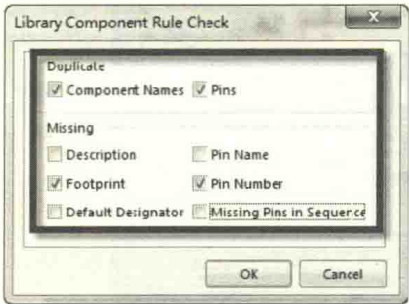 Library Component Rule Check
Duplicate
Component Names Pins
Missing
Description Pin Name
Footprint Pin Number
Default Designator Missing Pins in Sequence
OK Cancel